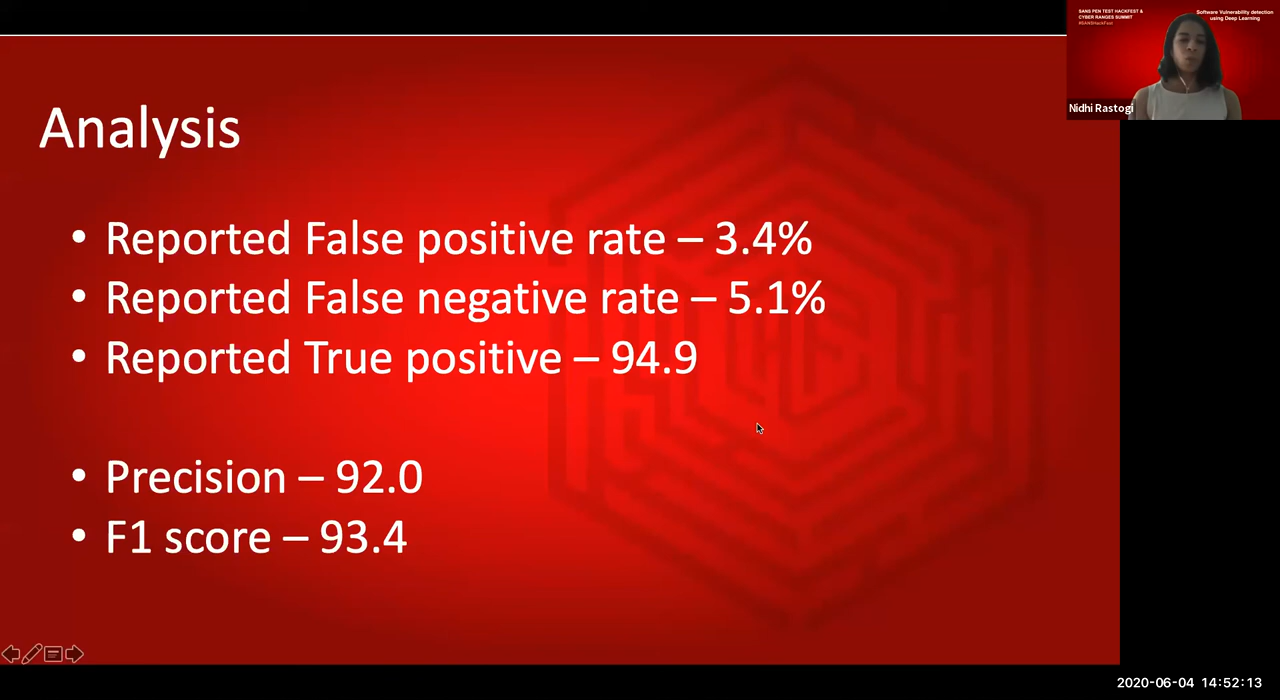 SANS PEN TEST HACKFEST &
CYBER RANGES SUMMIT
#SANSHackFest
Software Vulnerability detection
using Deep Learning
Nidhi Rastogi
Analysis
• Reported False positive rate – 3.4%
• Reported False negative rate – 5.1%
• Reported True positive – 94.9
• Precision – 92.0
• F1 score – 93.4
2020-06-04 14:52:13